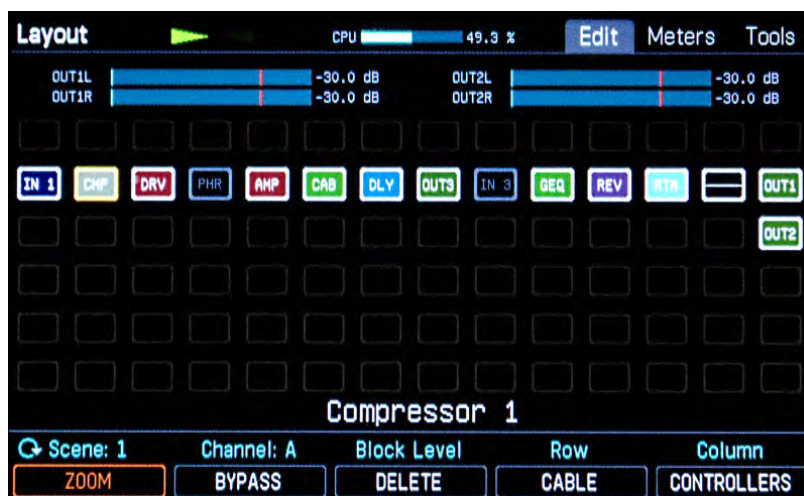 Layout CPU 49.3 % Edit Meters Tools
OUT1L -30.0 dB OUT2L -30.0 dB
OUT1R -30.0 dB OUT2R -30.0 dB
IN 1 CMP DRV PHR AMP CAB DLY OUT3 IN 3 GEQ REV RTA OUT1
OUT2
Compressor 1
Scene: 1 Channel: A Block Level Row Column
ZOOM BYPASS DELETE CABLE CONTROLLERS